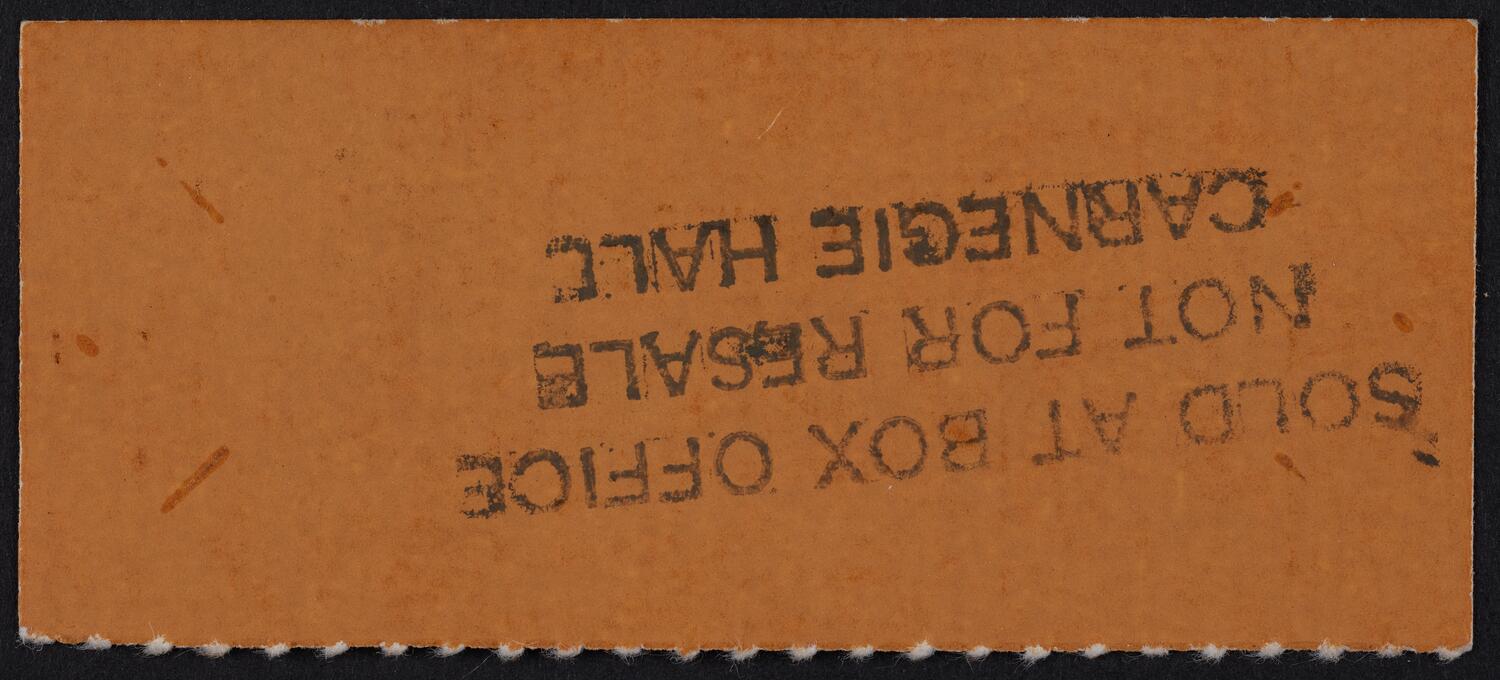 SOLD AT BOX OFFICE
NOT FOR RESALE
CARNEGIE HALL